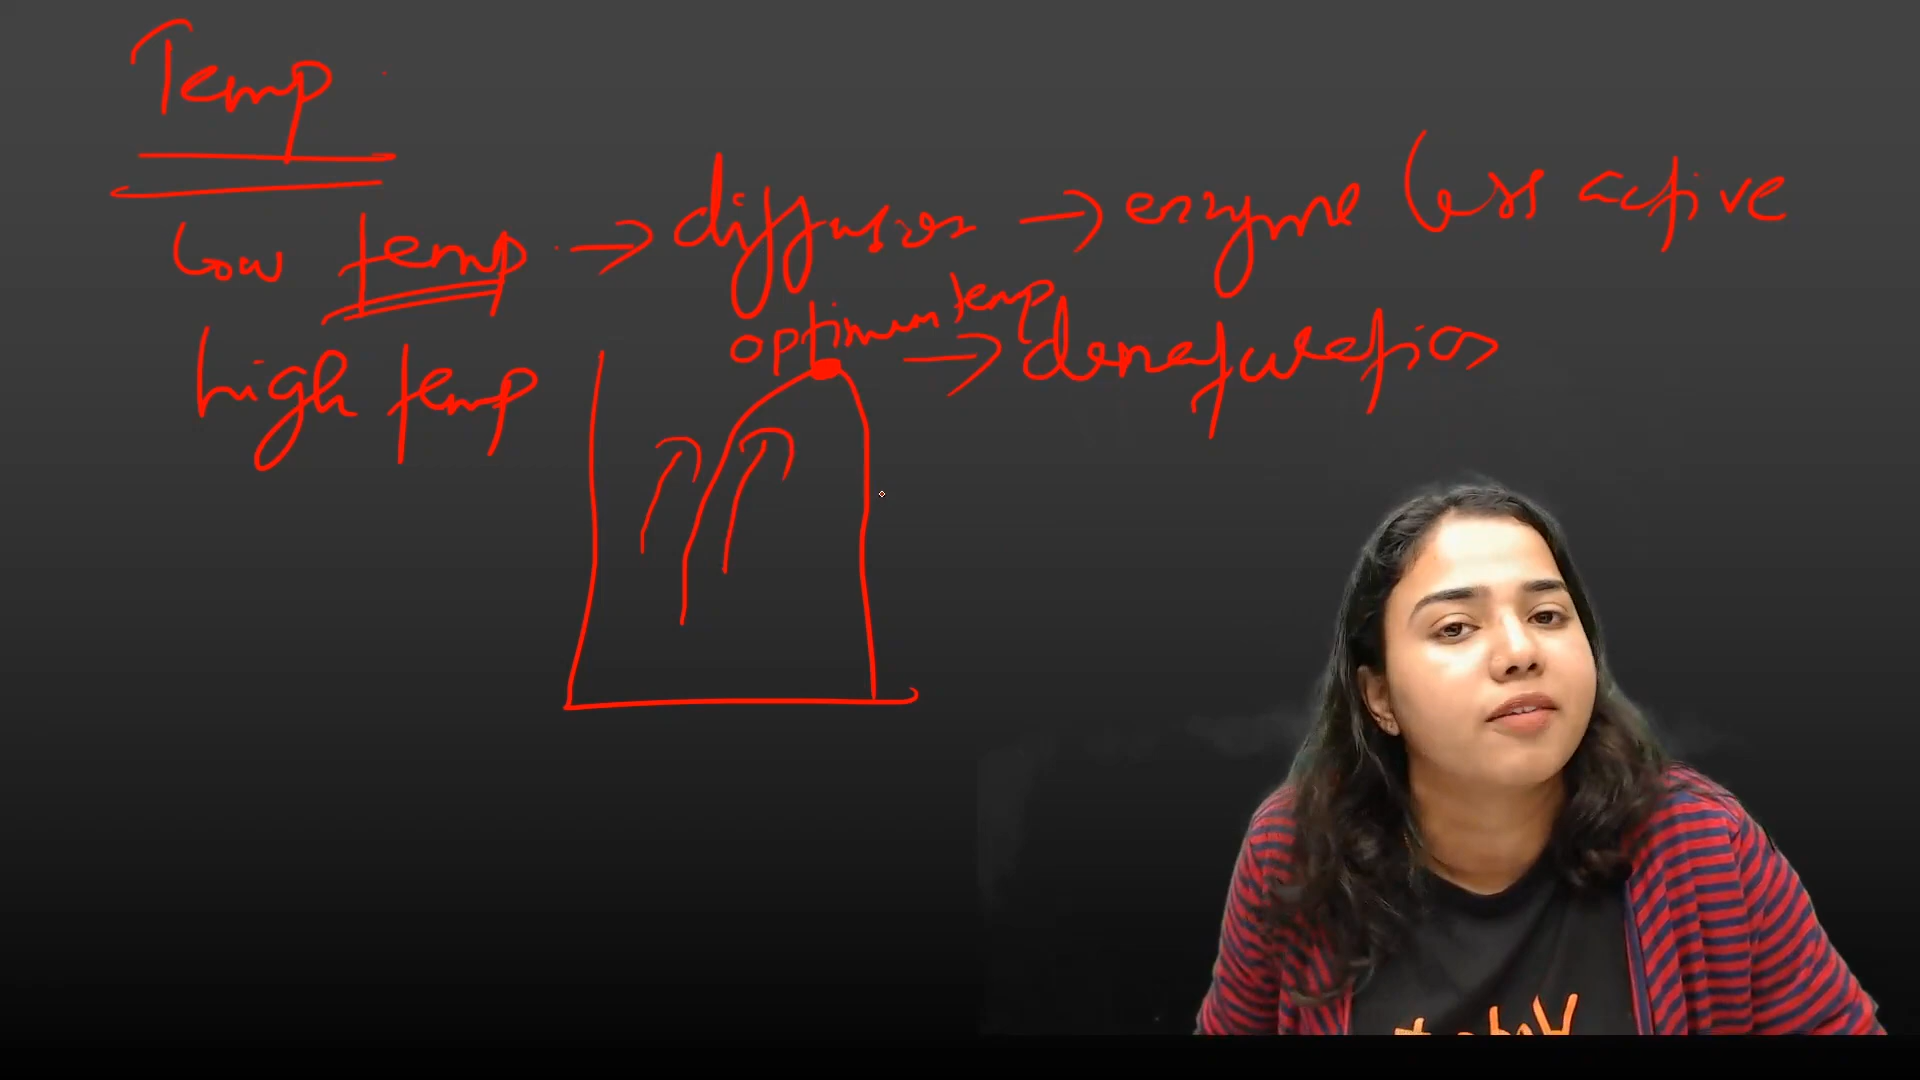 Temp
low temp → diffusion → enzyme less active
optimum temp
high temp → denaturation